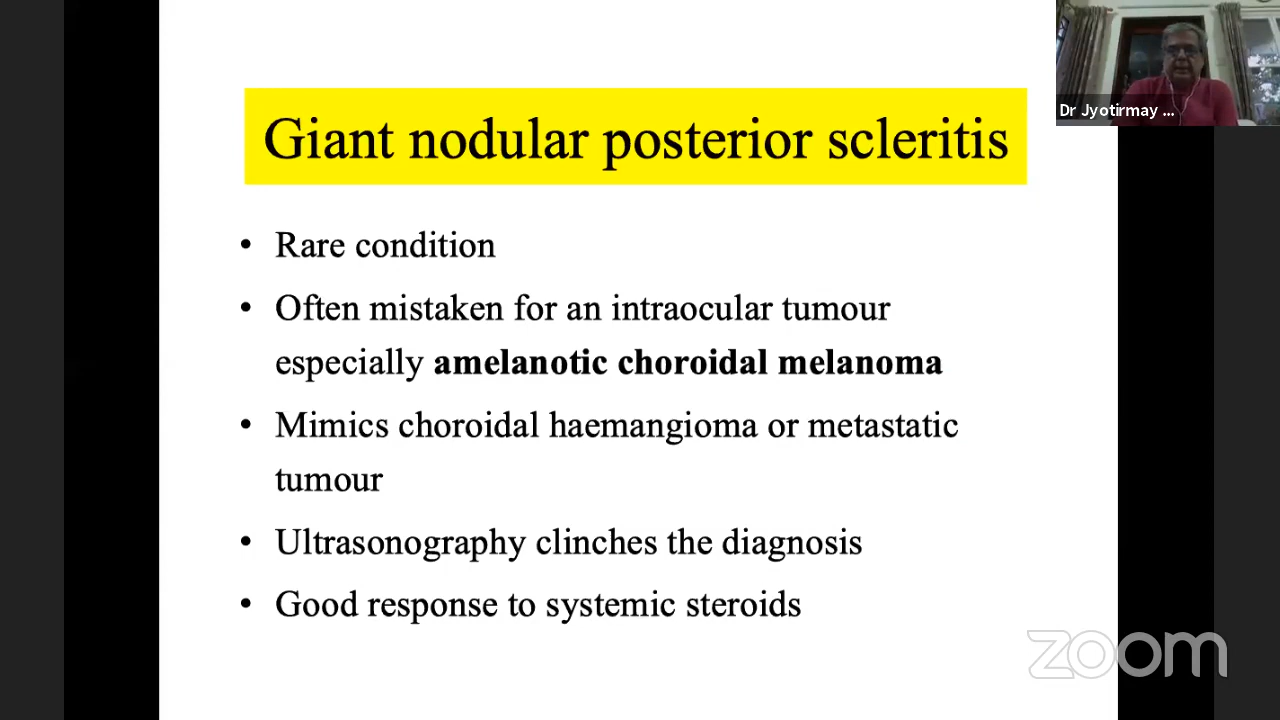 Giant nodular posterior scleritis
• Rare condition
• Often mistaken for an intraocular tumour
especially amelanotic choroidal melanoma
• Mimics choroidal haemangioma or metastatic
tumour
• Ultrasonography clinches the diagnosis
• Good response to systemic steroids
Dr Jyotirmay ...
zoom